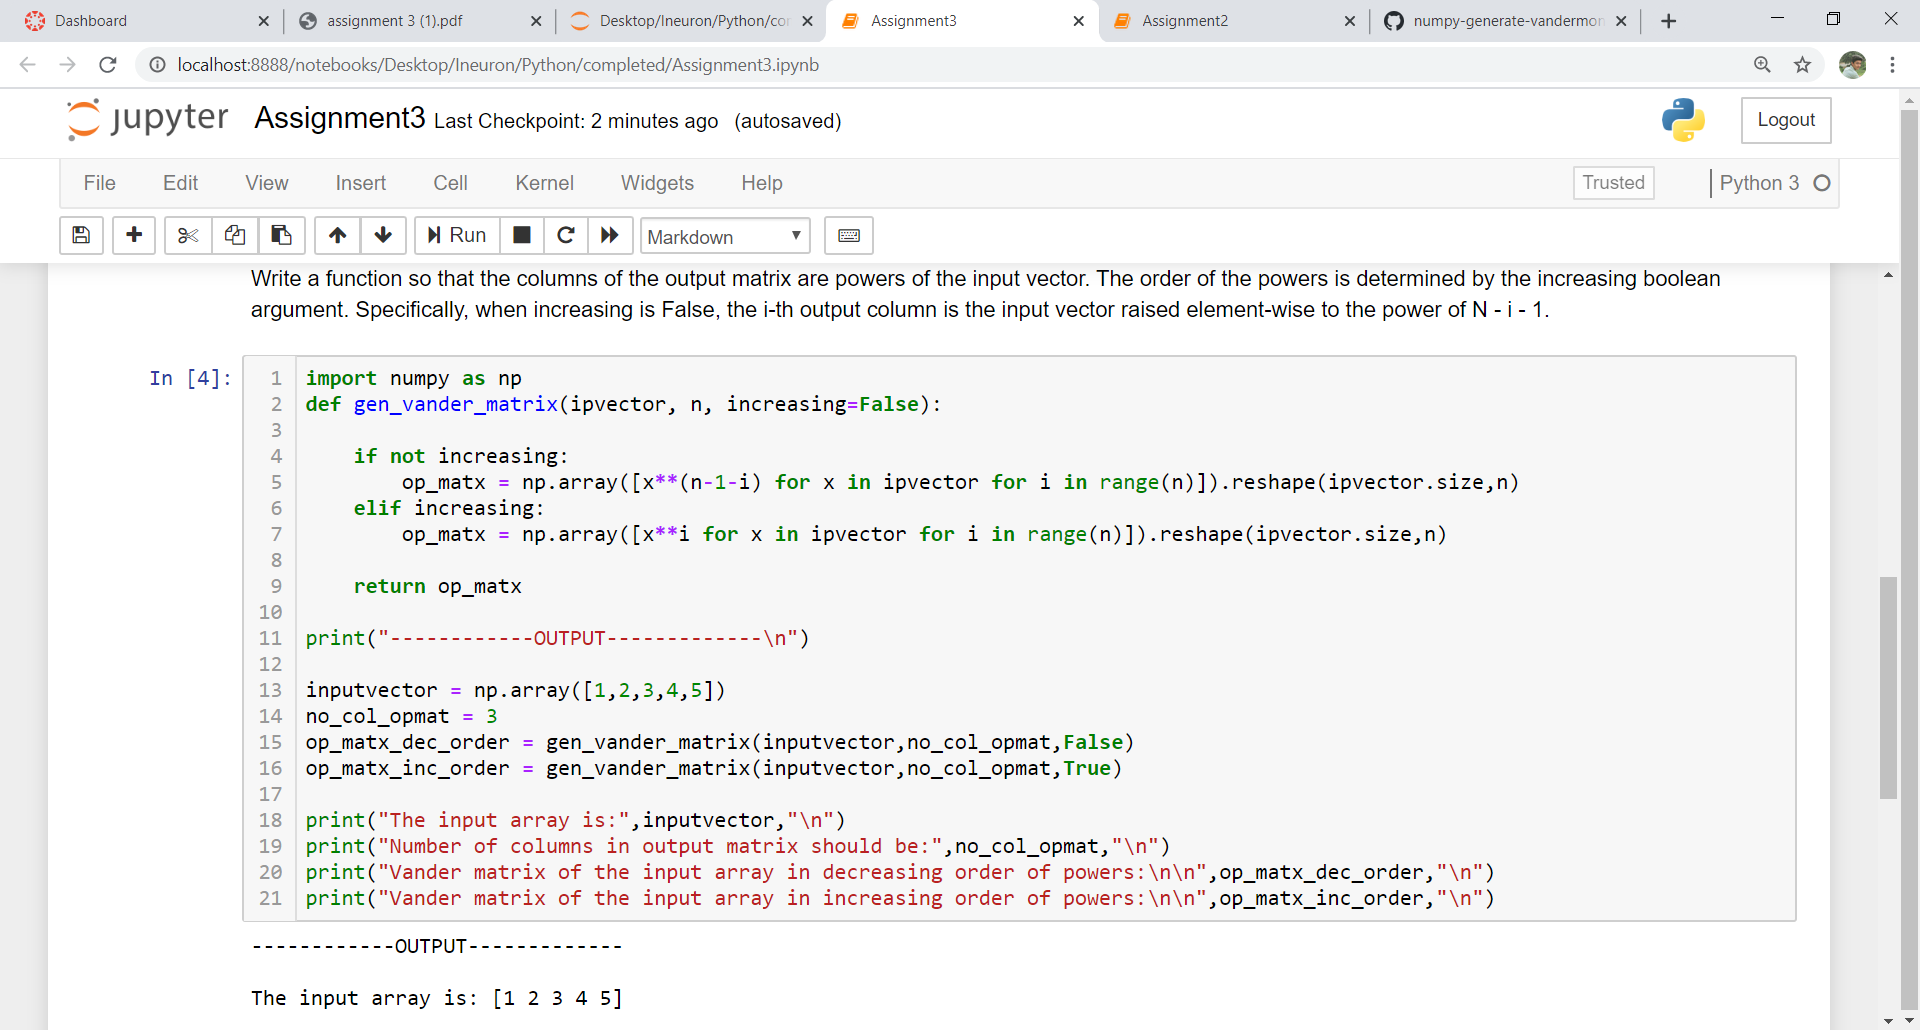 Dashboard assignment 3 (1).pdf Desktop/Ineuron/Python/co Assignment3 Assignment2 numpy-generate-vandermon
localhost:8888/notebooks/Desktop/Ineuron/Python/completed/Assignment3.ipynb
jupyter Assignment3 Last Checkpoint: 2 minutes ago (autosaved) Logout
File Edit View Insert Cell Kernel Widgets Help Trusted Python 3
Run Markdown
Write a function so that the columns of the output matrix are powers of the input vector. The order of the powers is determined by the increasing boolean
argument. Specifically, when increasing is False, the i-th output column is the input vector raised element-wise to the power of N - i - 1.
In [4]:
1 import numpy as np
2 def gen_vander_matrix(ipvector, n, increasing=False):
3
4     if not increasing:
5         op_matx = np.array([x**(n-1-i) for x in ipvector for i in range(n)]).reshape(ipvector.size,n)
6     elif increasing:
7         op_matx = np.array([x**i for x in ipvector for i in range(n)]).reshape(ipvector.size,n)
8
9     return op_matx
10
11 print("------------OUTPUT-------------\n")
12
13 inputvector = np.array([1,2,3,4,5])
14 no_col_opmat = 3
15 op_matx_dec_order = gen_vander_matrix(inputvector,no_col_opmat,False)
16 op_matx_inc_order = gen_vander_matrix(inputvector,no_col_opmat,True)
17
18 print("The input array is:",inputvector,"\n")
19 print("Number of columns in output matrix should be:",no_col_opmat,"\n")
20 print("Vander matrix of the input array in decreasing order of powers:\n\n",op_matx_dec_order,"\n")
21 print("Vander matrix of the input array in increasing order of powers:\n\n",op_matx_inc_order,"\n")
------------OUTPUT-------------
The input array is: [1 2 3 4 5]